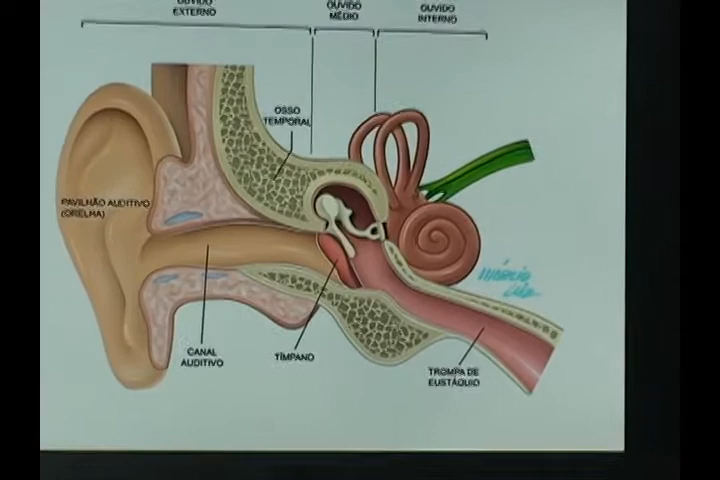 OUVIDO
EXTERNO
OUVIDO
MÉDIO
OUVIDO
INTERNO
OSSO
TEMPORAL
PAVILHÃO AUDITIVO
(ORELHA)
CANAL
AUDITIVO
TÍMPANO
TROMPA DE
EUSTÁQUIO